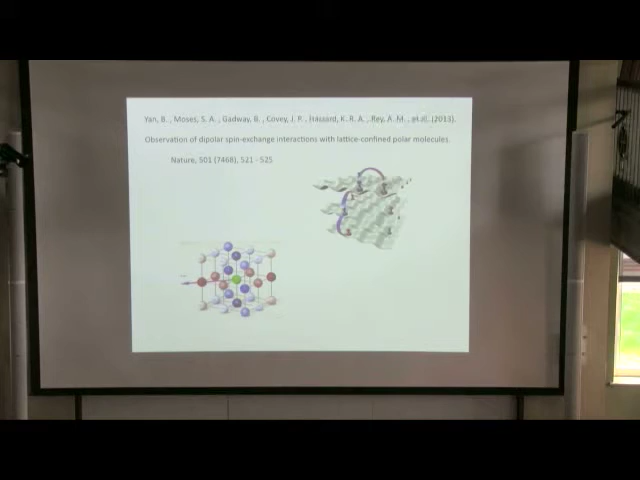 Yan, B. , Moses, S. A. , Gadway, B. , Covey, J. P. , Hazzard, K. R. A. , Rey, A. M. , et al. (2013).
Observation of dipolar spin-exchange interactions with lattice-confined polar molecules.
Nature, 501 (7468), 521 - 525